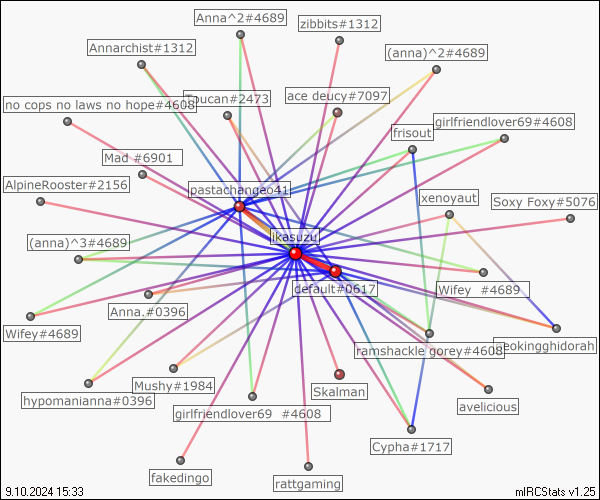 Anna^2#4689
zibbits#1312
Annarchist#1312
(anna)^2#4689
no cops no laws no hope#4608
Toucan#2473
ace deucy#7097
girlfriendlover69#4608
frisout
Mad #6901
AlpineRooster#2156
pastachangeo41
xenoyaut
Soxy Foxy#5076
(anna)^3#4689
ikasuzu
default#0617
Wifey #4689
Anna.#0396
Wifey#4689
ramshackle gorey#4608
Mushy#1984
hypomanianna#0396
Skalman
avelicious
girlfriendlover69 #4608
Cypha#1717
fakedingo
rattgaming
9.10.2024 15:33
mIRCStats v1.25